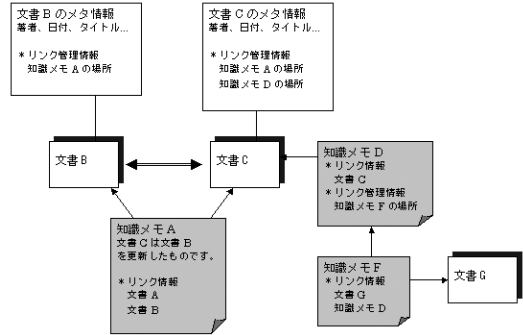 文書Bのメタ情報
著者、日付、タイトル...
*リンク管理情報
知識メモAの場所
文書Cのメタ情報
著者、日付、タイトル...
*リンク管理情報
知識メモAの場所
知識メモDの場所
文書B
文書C
知識メモD
*リンク情報
文書C
*リンク管理情報
知識メモFの場所
知識メモA
文書Cは文書B
を更新したものです。
*リンク情報
文書A
文書B
知識メモF
*リンク情報
文書G
知識メモD
文書G